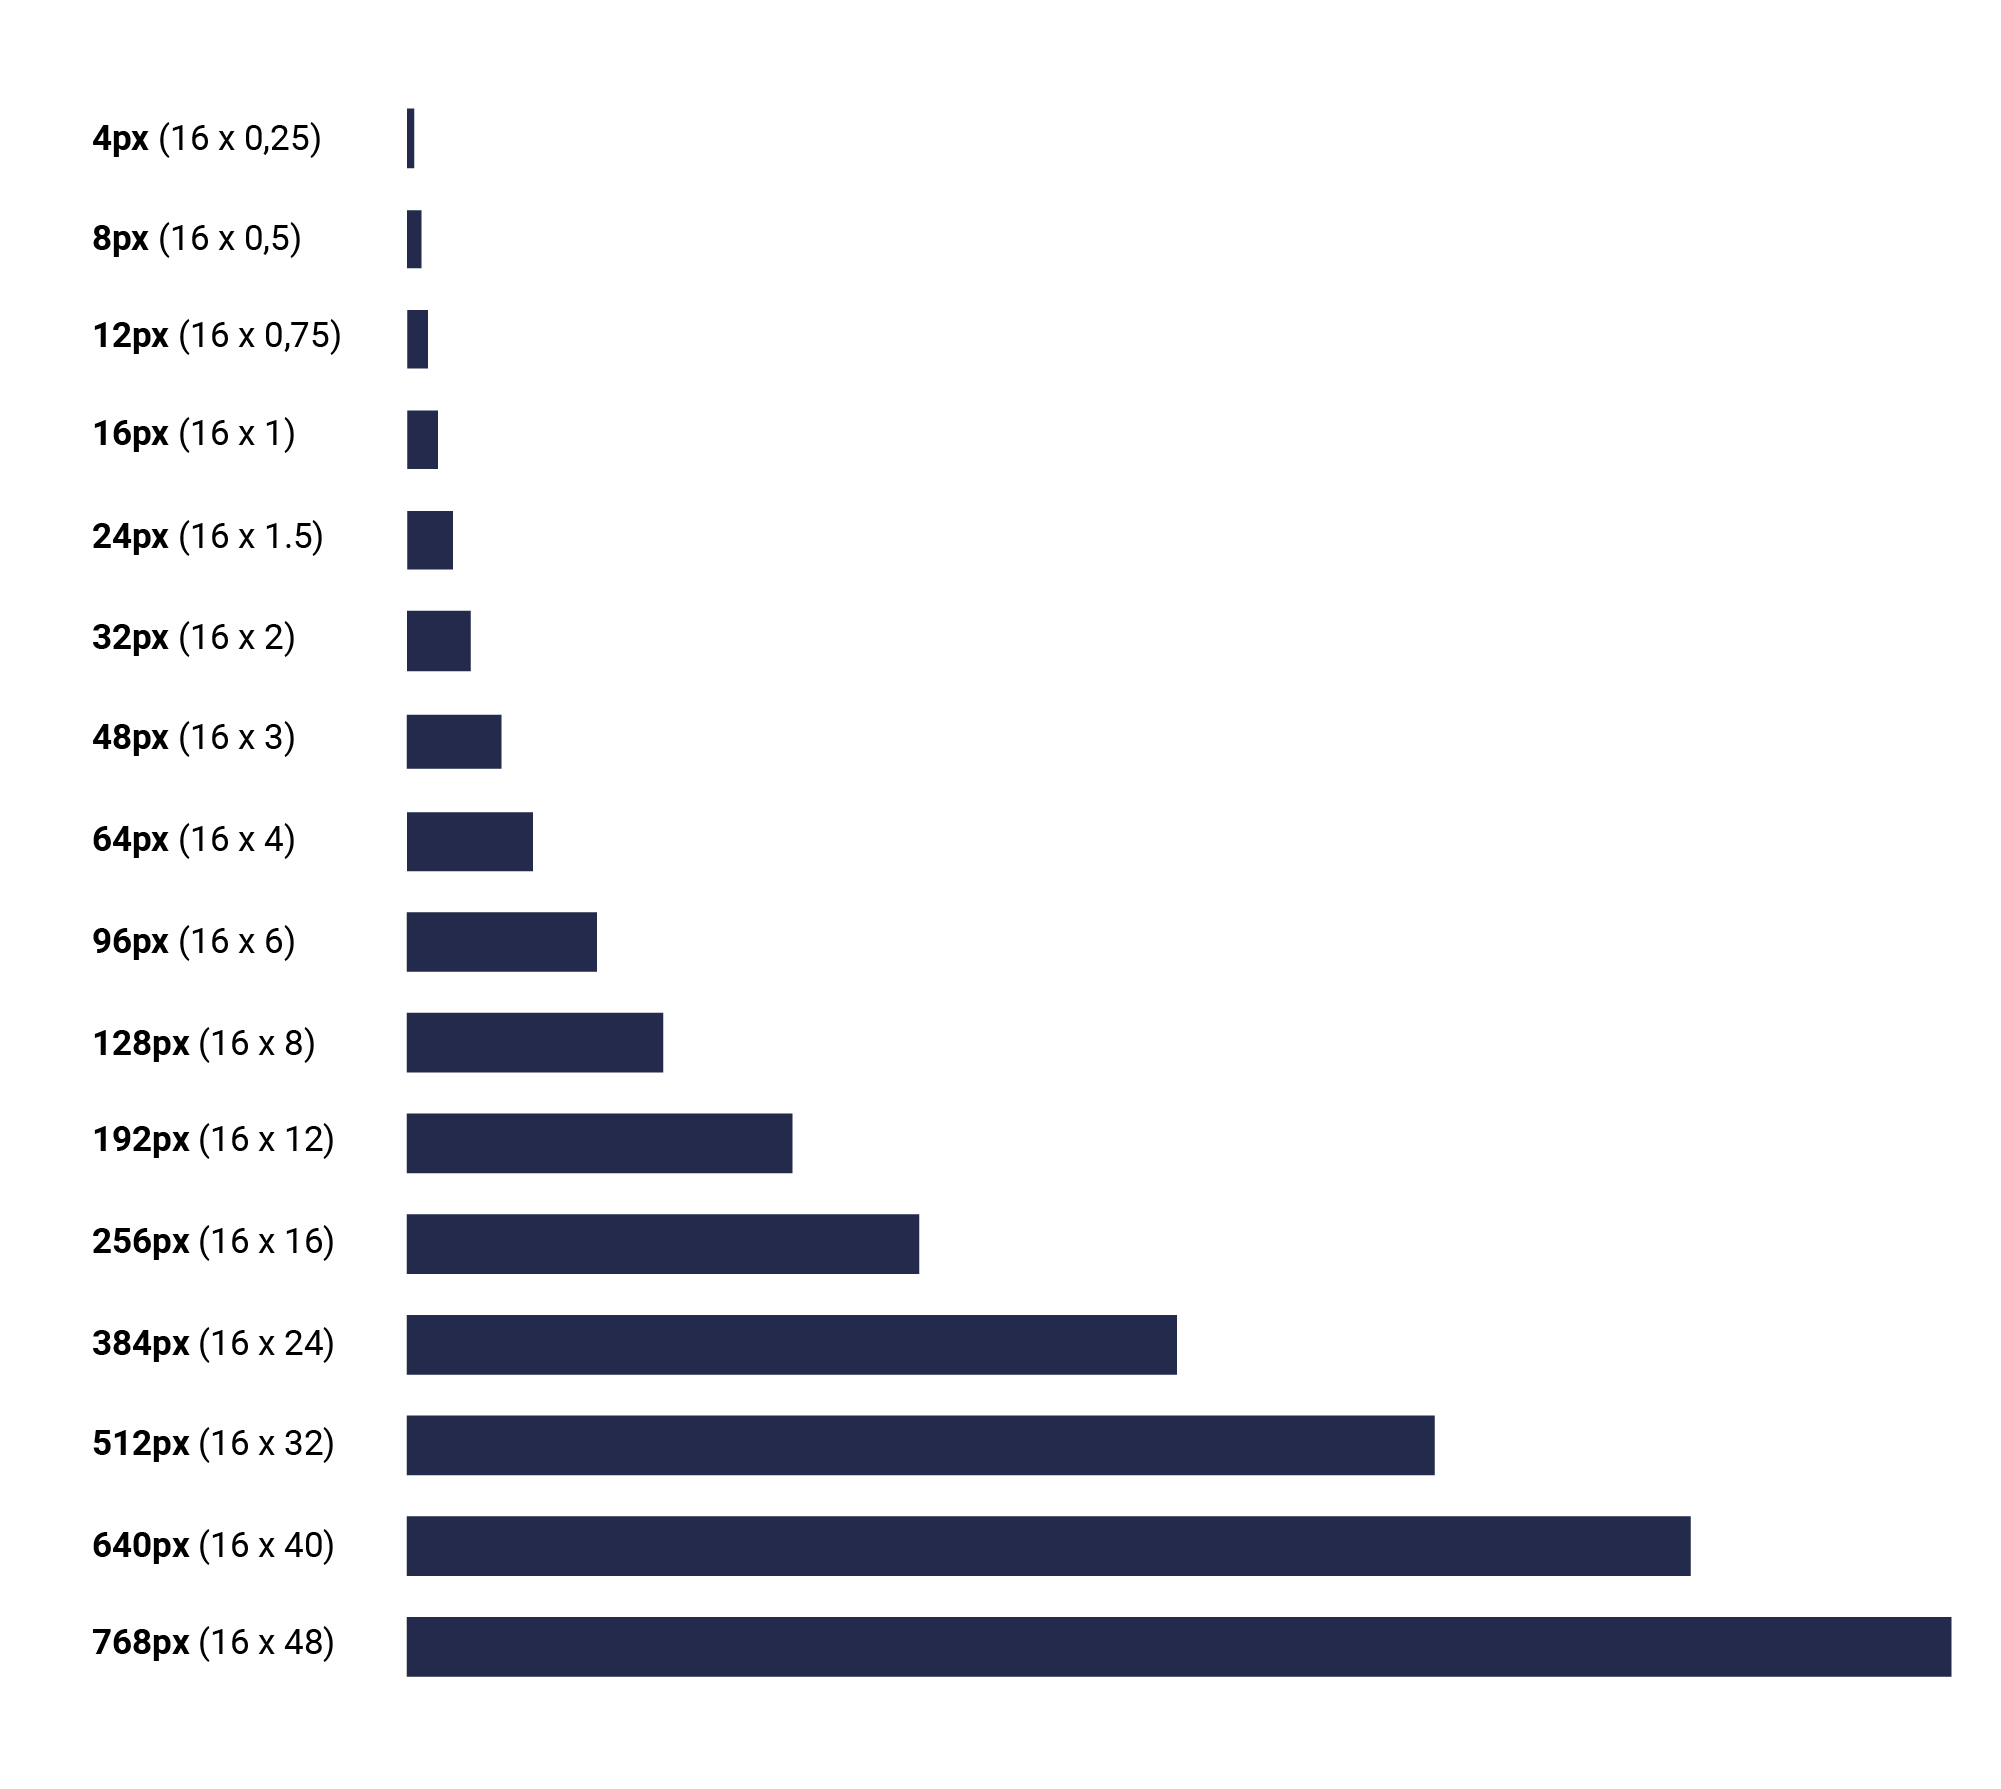 4px (16 x 0,25)
8px (16 x 0,5)
12px (16 x 0,75)
16px (16 x 1)
24px (16 x 1.5)
32px (16 x 2)
48px (16 x 3)
64px (16 x 4)
96px (16 x 6)
128px (16 x 8)
192px (16 x 12)
256px (16 x 16)
384px (16 x 24)
512px (16 x 32)
640px (16 x 40)
768px (16 x 48)